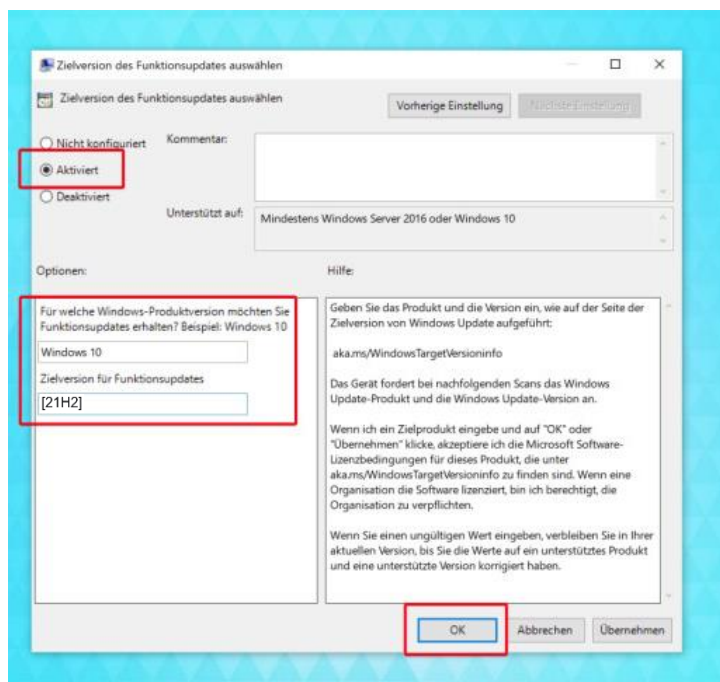 Zielversion des Funktionsupdates auswählen
Zielversion des Funktionsupdates auswählen
Vorherige Einstellung
Nächste Einstellung
Nicht konfiguriert
Kommentar:
Aktiviert
Deaktiviert
Unterstützt auf:
Mindestens Windows Server 2016 oder Windows 10
Optionen:
Hilfe:
Für welche Windows-Produktversion möchten Sie
Funktionsupdates erhalten? Beispiel: Windows 10
Windows 10
Zielversion für Funktionsupdates
[21H2]
Geben Sie das Produkt und die Version ein, wie auf der Seite der
Zielversion von Windows Update aufgeführt:
aka.ms/WindowsTargetVersioninfo
Das Gerät fordert bei nachfolgenden Scans das Windows
Update-Produkt und die Windows Update-Version an.
Wenn ich ein Zielprodukt eingebe und auf "OK" oder
"Übernehmen" klicke, akzeptiere ich die Microsoft Software-
Lizenzbedingungen für dieses Produkt, die unter
aka.ms/WindowsTargetVersioninfo zu finden sind. Wenn eine
Organisation die Software lizenziert, bin ich berechtigt, die
Organisation zu verpflichten.
Wenn Sie einen ungültigen Wert eingeben, verbleiben Sie in Ihrer
aktuellen Version, bis Sie die Werte auf ein unterstütztes Produkt
und eine unterstützte Version korrigiert haben.
OK
Abbrechen
Übernehmen